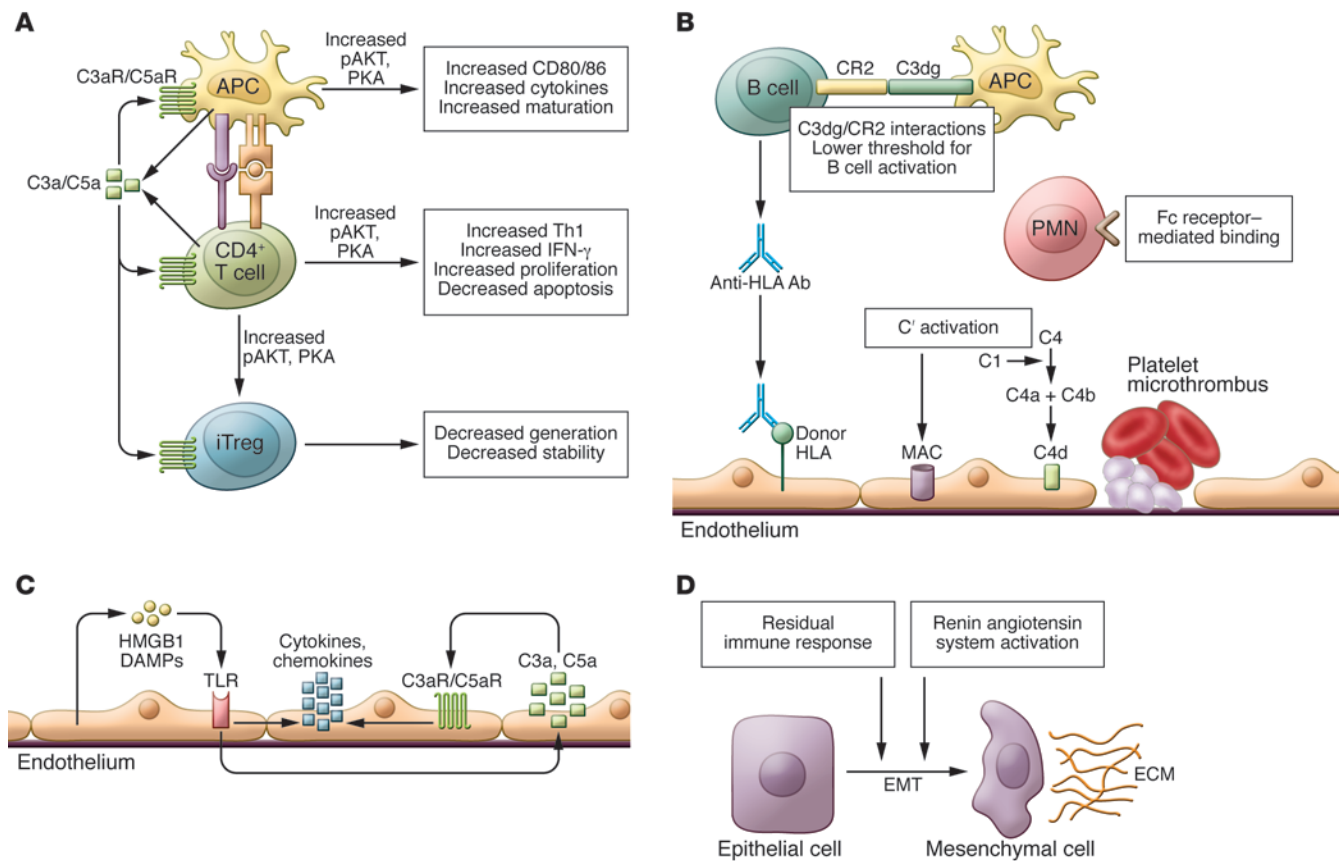 A
C3aR/C5aR
APC
Increased
pAKT,
PKA
Increased CD80/86
Increased cytokines
Increased maturation
C3a/C5a
CD4⁺
T cell
Increased
pAKT,
PKA
Increased Th1
Increased IFN-γ
Increased proliferation
Decreased apoptosis
Increased
pAKT, PKA
iTreg
Decreased generation
Decreased stability
B
B cell
CR2
C3dg
APC
C3dg/CR2 interactions
Lower threshold for
B cell activation
PMN
Fc receptor–
mediated binding
Anti-HLA Ab
C′ activation
C4
C1
C4a + C4b
Platelet
microthrombus
Donor
HLA
MAC
C4d
Endothelium
C
HMGB1
DAMPs
TLR
Cytokines,
chemokines
C3aR/C5aR
C3a, C5a
Endothelium
D
Residual
immune response
Renin angiotensin
system activation
EMT
ECM
Epithelial cell
Mesenchymal cell